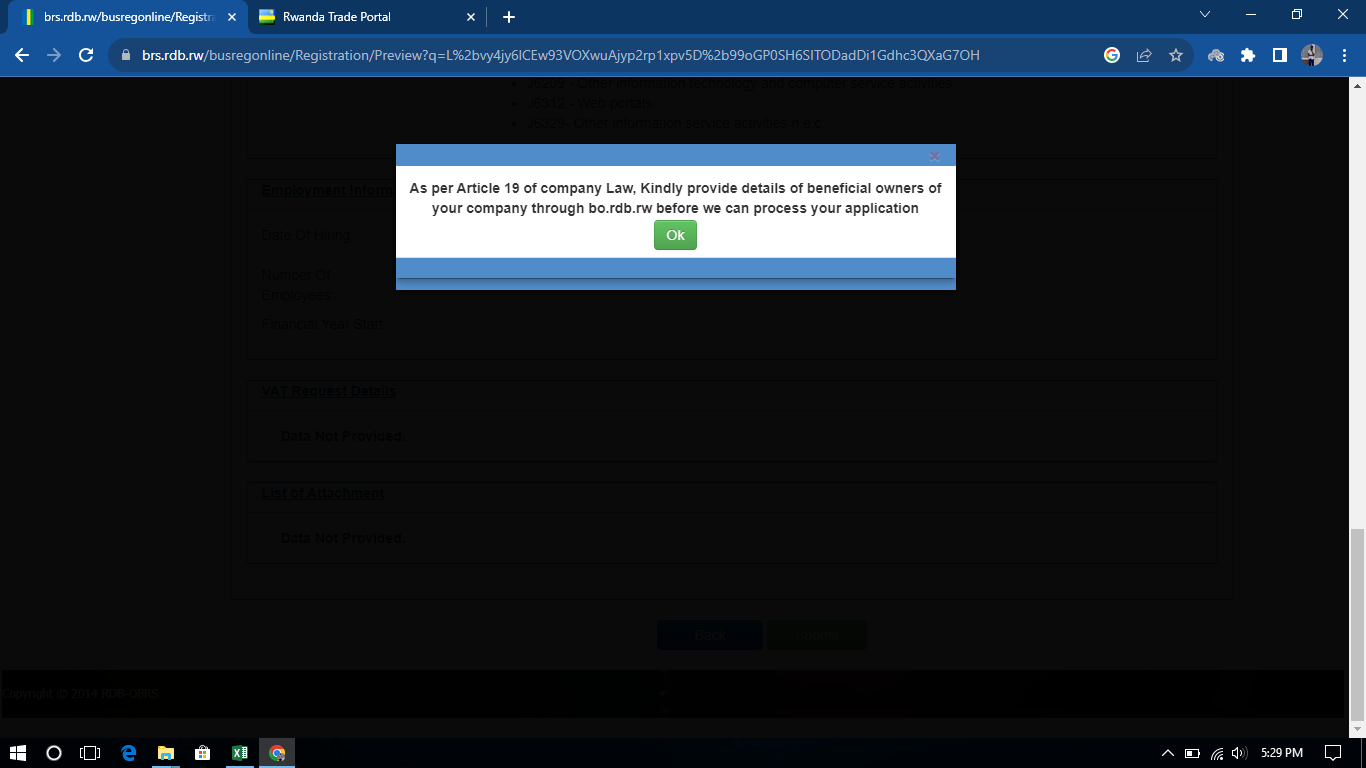 brs.rdb.rw/busregonline/Registra
Rwanda Trade Portal
brs.rdb.rw/busregonline/Registration/Preview?q=L%2bvy4jy6lCEw93VOXwuAjyp2rp1xpv5D%2b99oGP0SH6SITODadDi1Gdhc3QXaG7OH
J6209 - Other information technology and computer service activities
J6312 - Web portals
J6329- Other information service activities n.e.c.
As per Article 19 of company Law, Kindly provide details of beneficial owners of
your company through bo.rdb.rw before we can process your application
Ok
Employment Inform
Date Of Hiring
Number Of
Employees
Financial Year Start
VAT Request Details
Data Not Provided.
List of Attachment
Data Not Provided.
Back Submit
Copyright © 2014 RDB-OBRS
5:29 PM